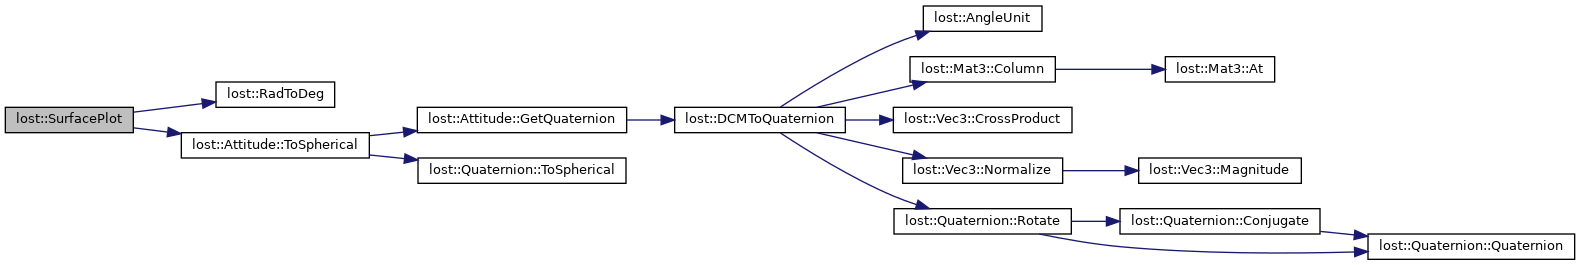 lost::SurfacePlot
lost::RadToDeg
lost::Attitude::ToSpherical
lost::Attitude::GetQuaternion
lost::Quaternion::ToSpherical
lost::DCMToQuaternion
lost::AngleUnit
lost::Mat3::Column
lost::Mat3::At
lost::Vec3::CrossProduct
lost::Vec3::Normalize
lost::Vec3::Magnitude
lost::Quaternion::Rotate
lost::Quaternion::Conjugate
lost::Quaternion::Quaternion